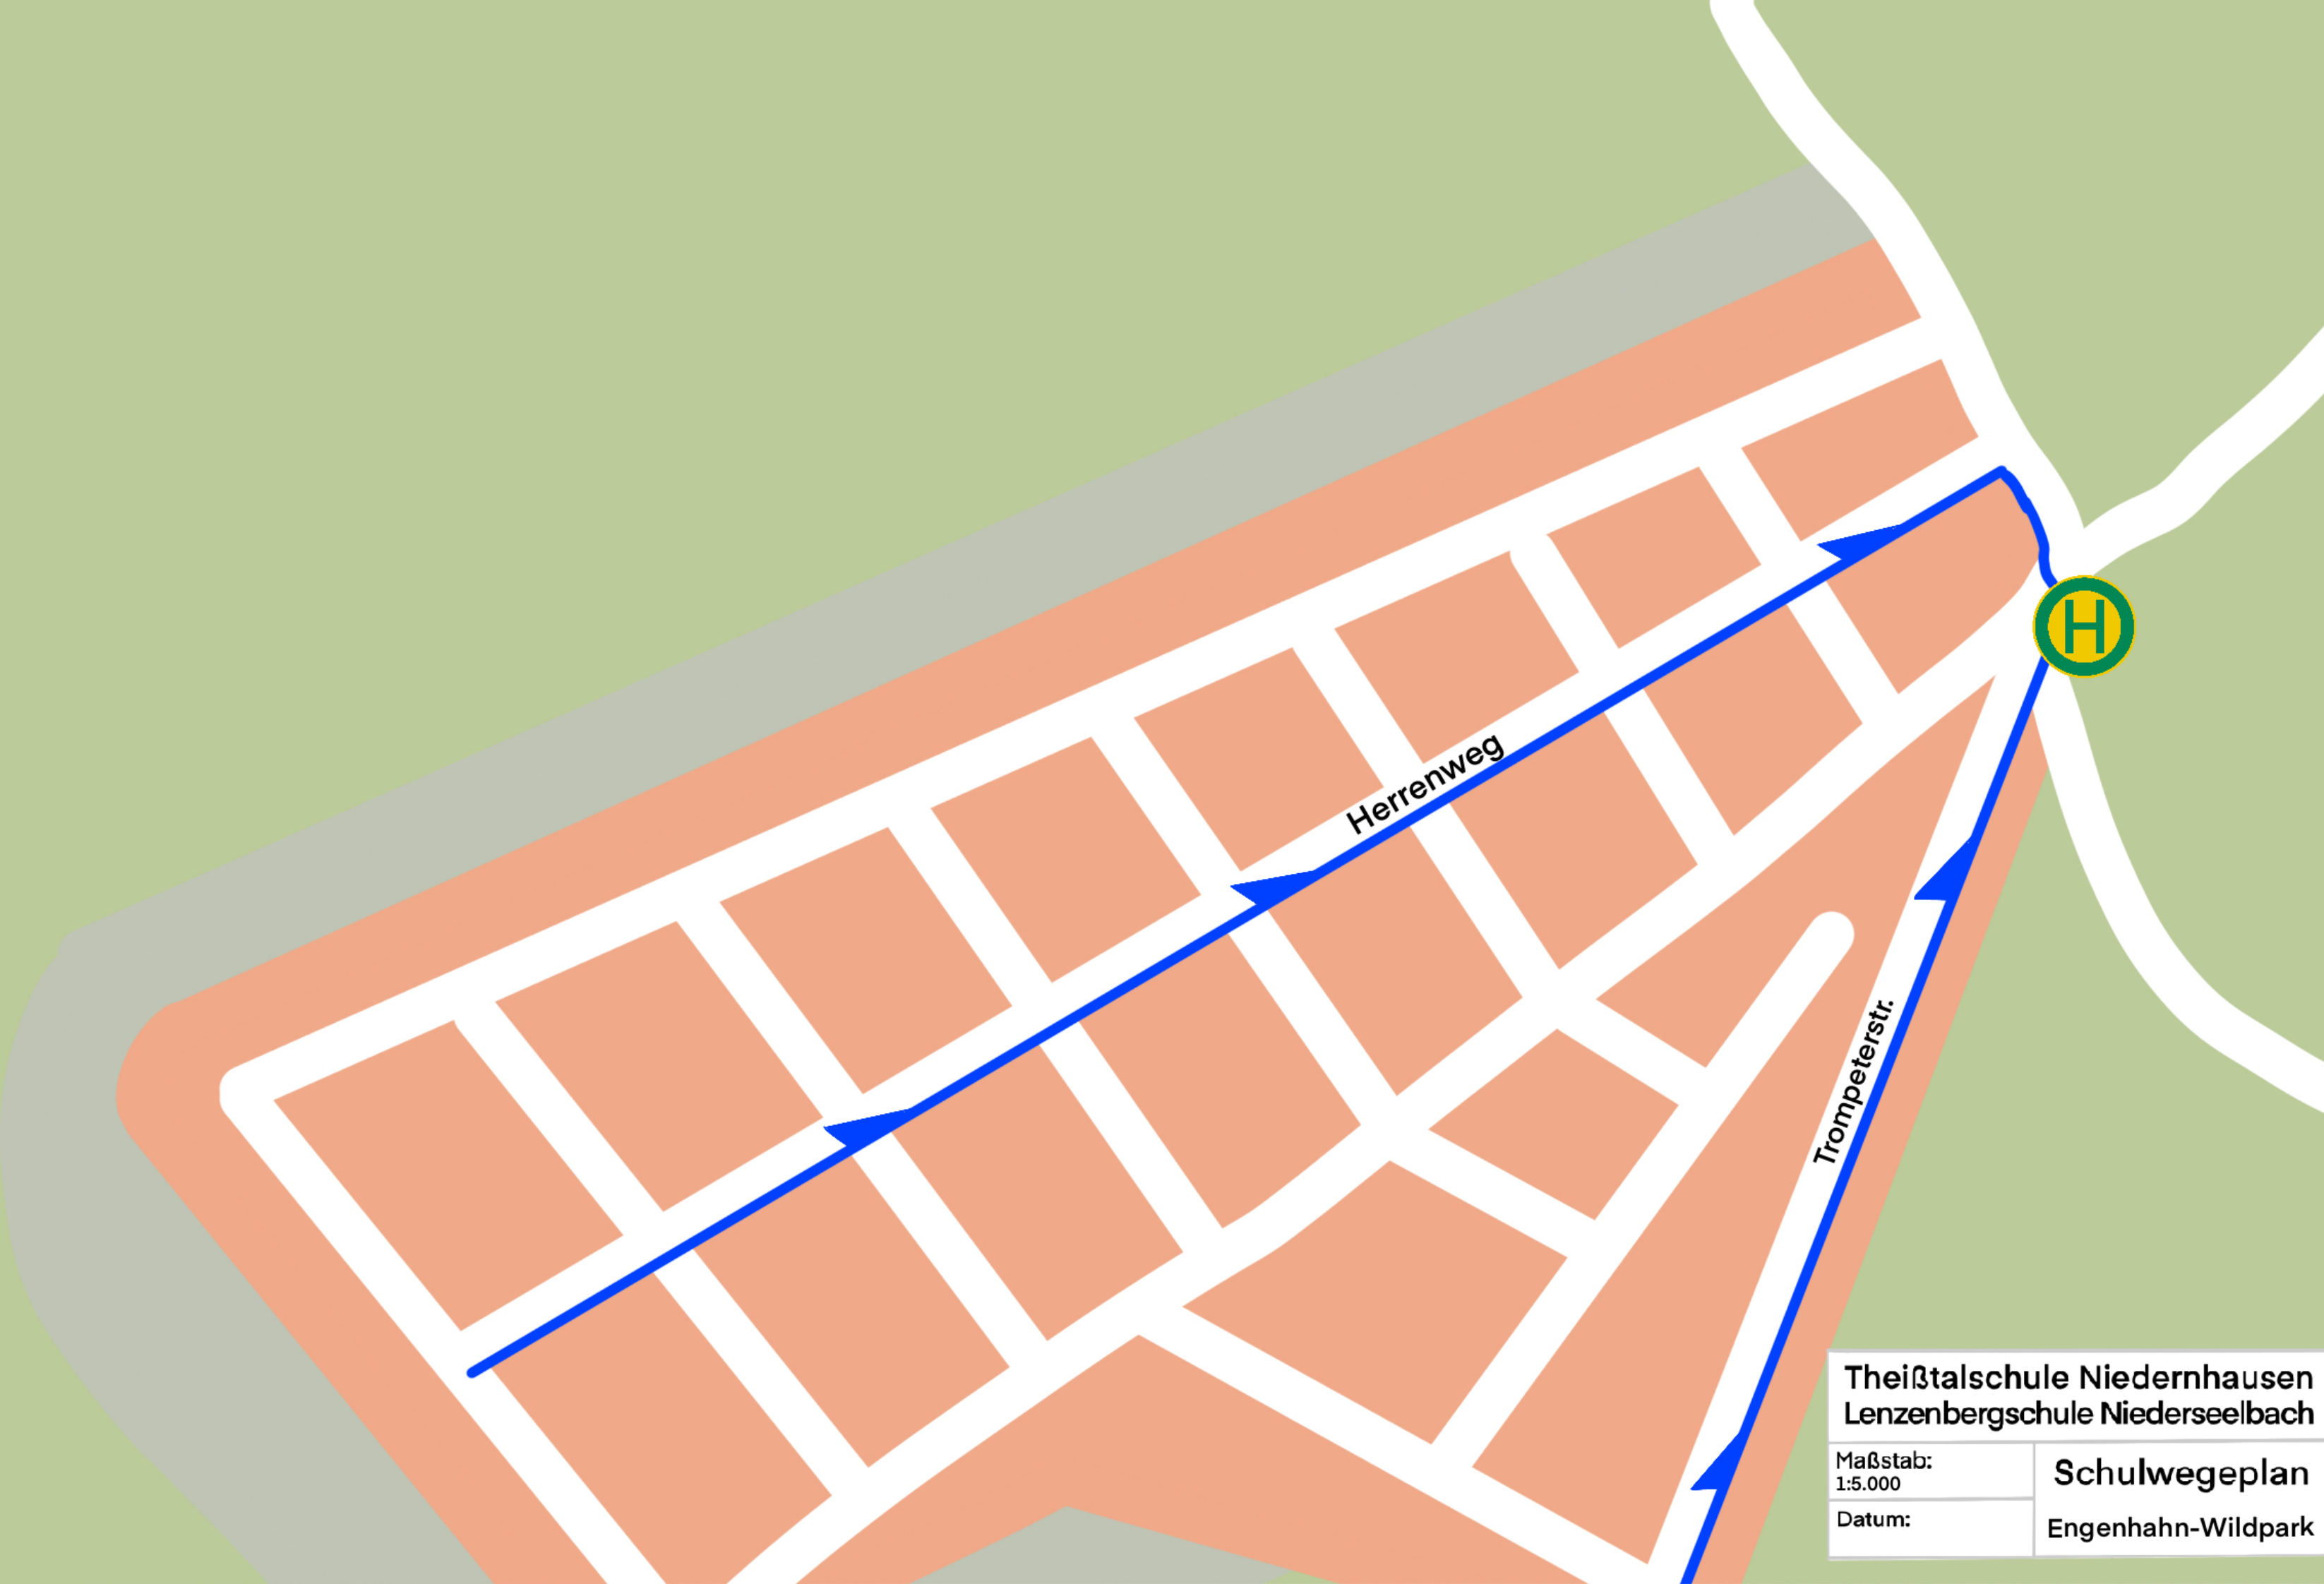 H
Herrenweg
Trompeterstr.
Theißtalschule Niedernhausen
Lenzenbergschule Niederseelbach
Maßstab:
1:5.000
Schulwegeplan
Datum:
Engenhahn-Wildpark